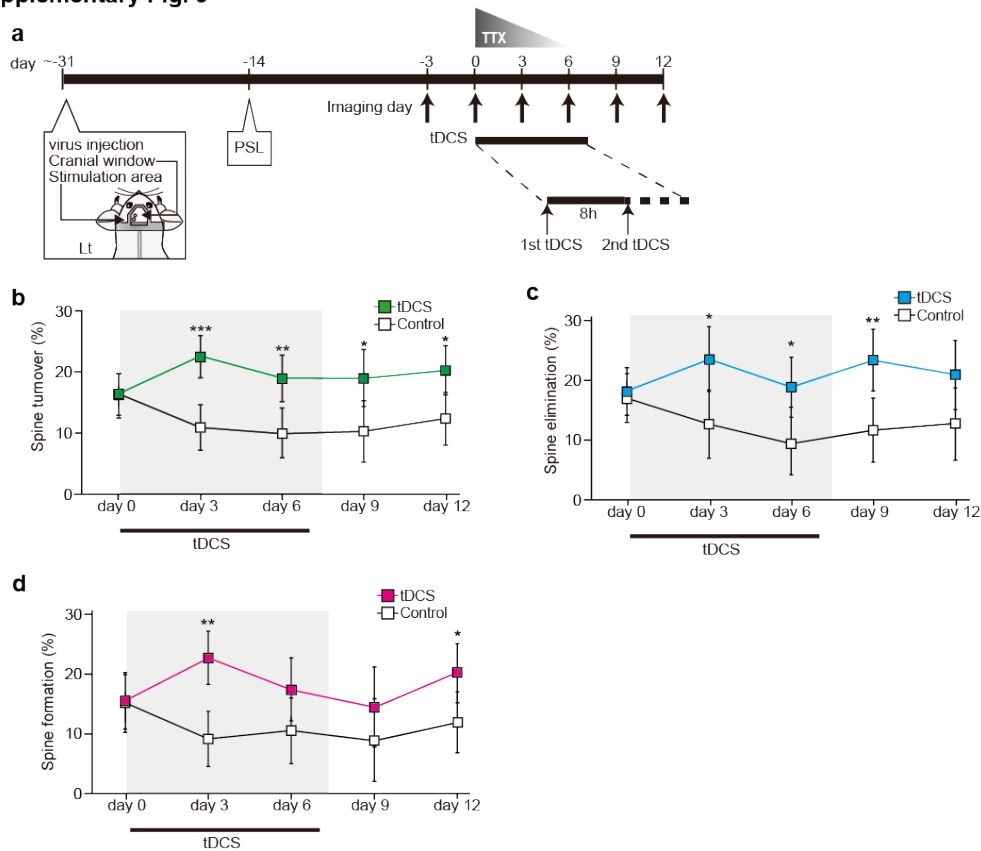 a
TTX
day ~-31 -14 -3 0 3 6 9 12
Imaging day
virus injection
Cranial window
Stimulation area
Lt
PSL
tDCS
8h
1st tDCS 2nd tDCS
b
tDCS
Control
Spine turnover (%)
30
20
10
0
*** ** * *
day 0 day 3 day 6 day 9 day 12
tDCS
c
tDCS
Control
Spine elimination (%)
30
20
10
0
* * **
day 0 day 3 day 6 day 9 day 12
tDCS
d
tDCS
Control
Spine formation (%)
30
20
10
0
** *
day 0 day 3 day 6 day 9 day 12
tDCS